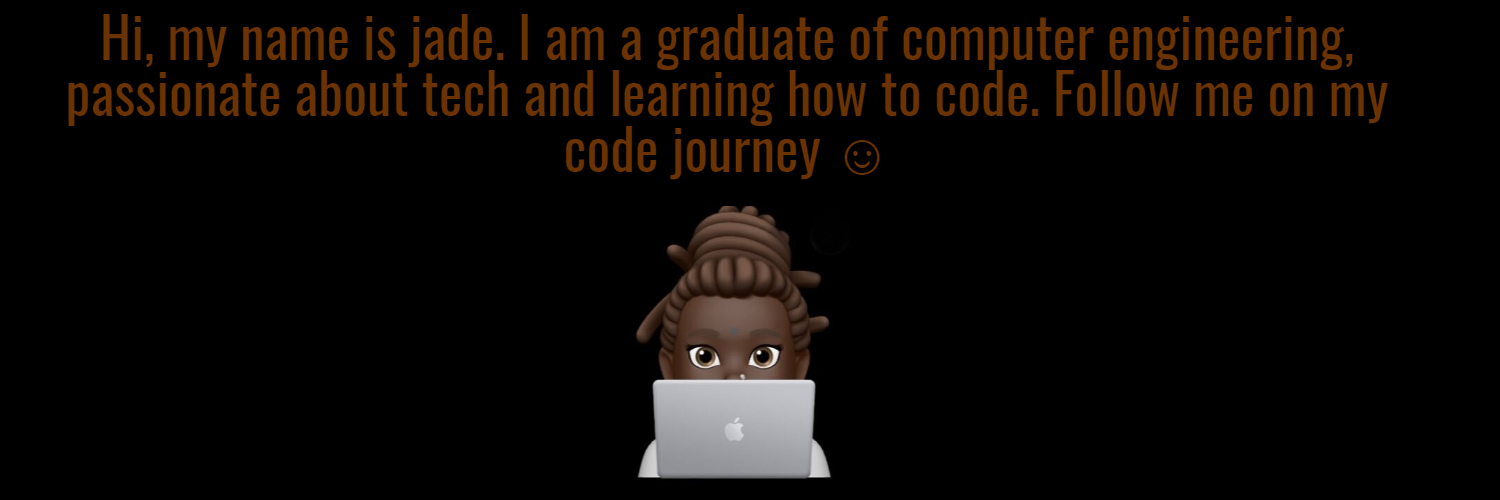 Hi, my name is jade. I am a graduate of computer engineering,
passionate about tech and learning how to code. Follow me on my
code journey ☺